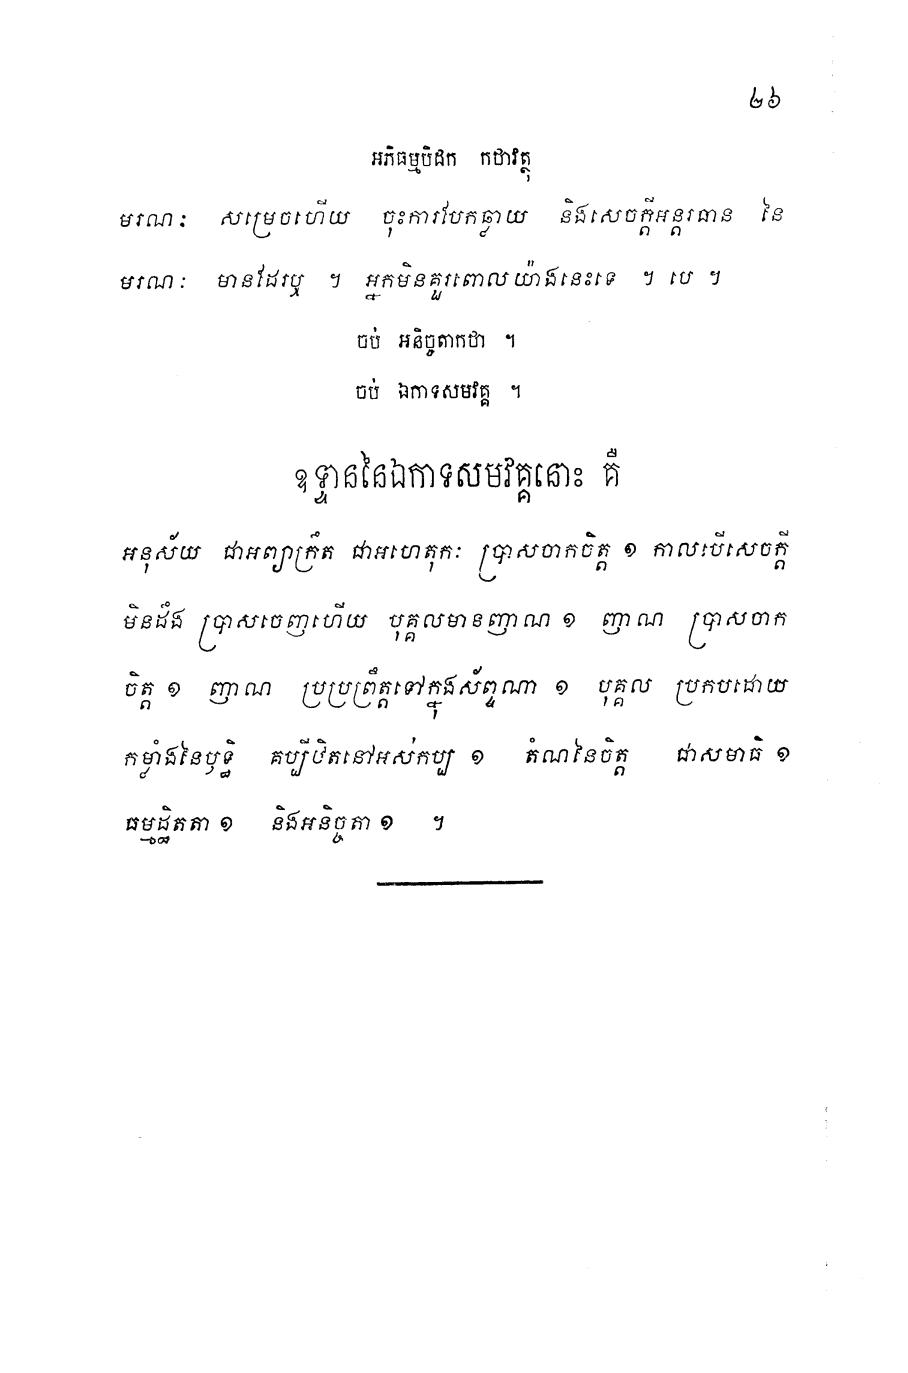 ៤៦
អភិធម្មបិដក កថាវត្ថុ
មរណៈ សម្រេចហើយ ចុះការបែកធ្លាយ និងសេចក្តីអន្តរធាន នៃ
មរណៈ មានដែរឬ ។ អ្នកមិនគួរពោលយ៉ាងនេះទេ ។ បេ ។
ចប់ អនិច្ចតាកថា ។
ចប់ ឯកាទសមវគ្គ ។
ឧទ្ទាននៃឯកាទសមវគ្គនោះ គឺ
អនុស័យ ជាអព្យាក្រឹត ជាអហេតុកៈ ប្រាសចាកចិត្ត ១ កាលបើសេចក្តី
មិនដឹង ប្រាសចេញហើយ បុគ្គលមានញាណ ១ ញាណ ប្រាសចាក
ចិត្ត ១ ញាណ ប្រប្រព្រឹត្តទៅក្នុងស័ព្ទណា ១ បុគ្គល ប្រកបដោយ
កម្លាំងនៃឫទ្ធិ គប្បីឋិតនៅអស់កប្ប ១ តំណនៃចិត្ត ជាសមាធិ ១
ធម្មដ្ឋិតតា ១ និងអនិច្ចតា ១ ។